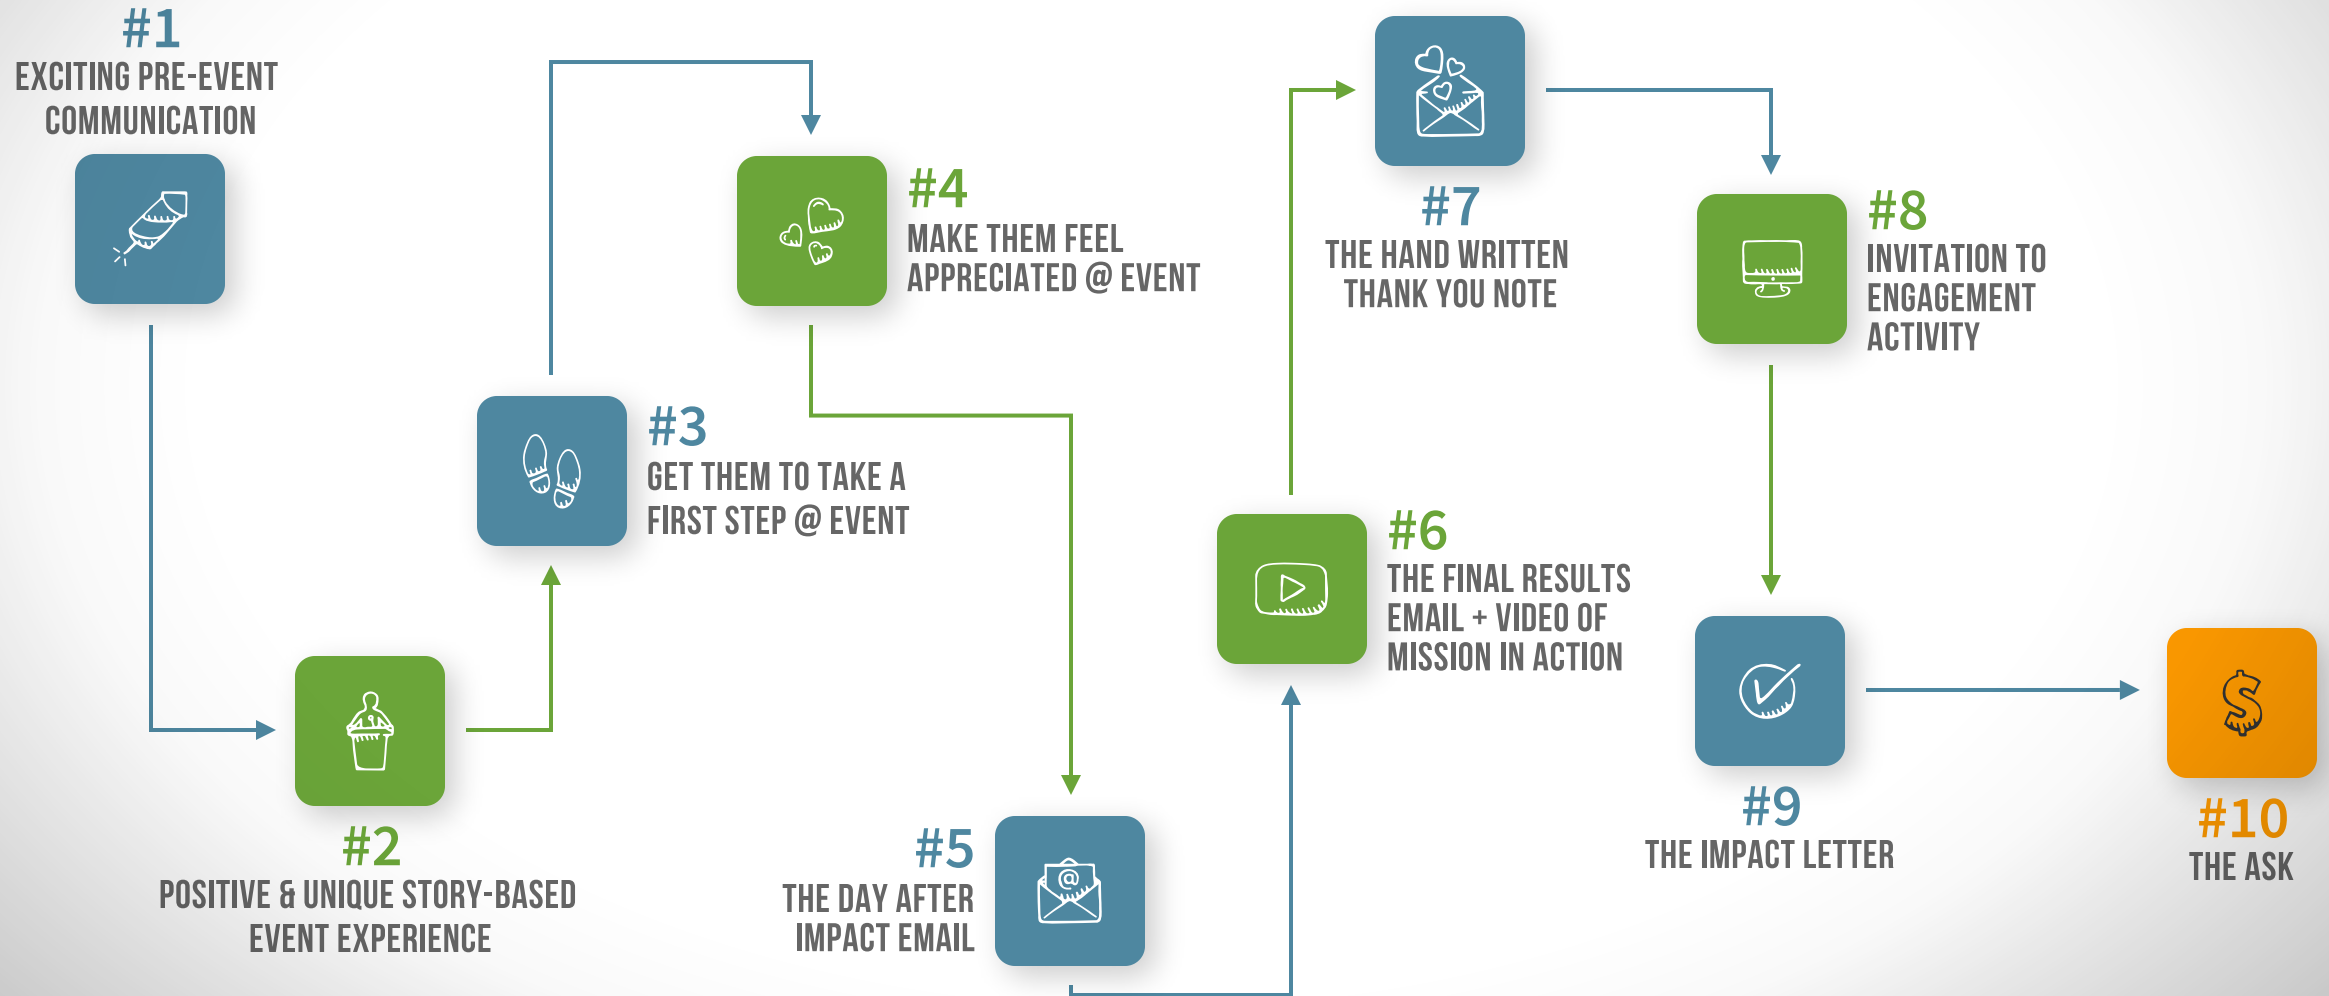 #1
EXCITING PRE-EVENT
COMMUNICATION
#2
POSITIVE & UNIQUE STORY-BASED
EVENT EXPERIENCE
#3
GET THEM TO TAKE A
FIRST STEP @ EVENT
#4
MAKE THEM FEEL
APPRECIATED @ EVENT
#5
THE DAY AFTER
IMPACT EMAIL
@
#6
THE FINAL RESULTS
EMAIL + VIDEO OF
MISSION IN ACTION
#7
THE HAND WRITTEN
THANK YOU NOTE
#8
INVITATION TO
ENGAGEMENT
ACTIVITY
#9
THE IMPACT LETTER
$
#10
THE ASK